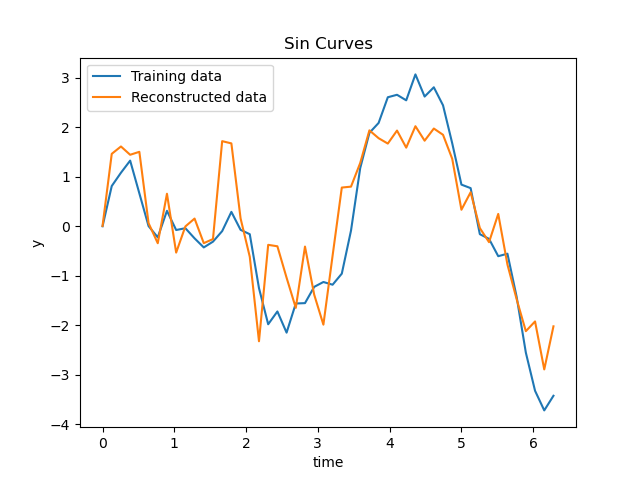 Sin Curves
Training data
Reconstructed data
3
2
1
0
−1
−2
−3
−4
y
0 1 2 3 4 5 6
time